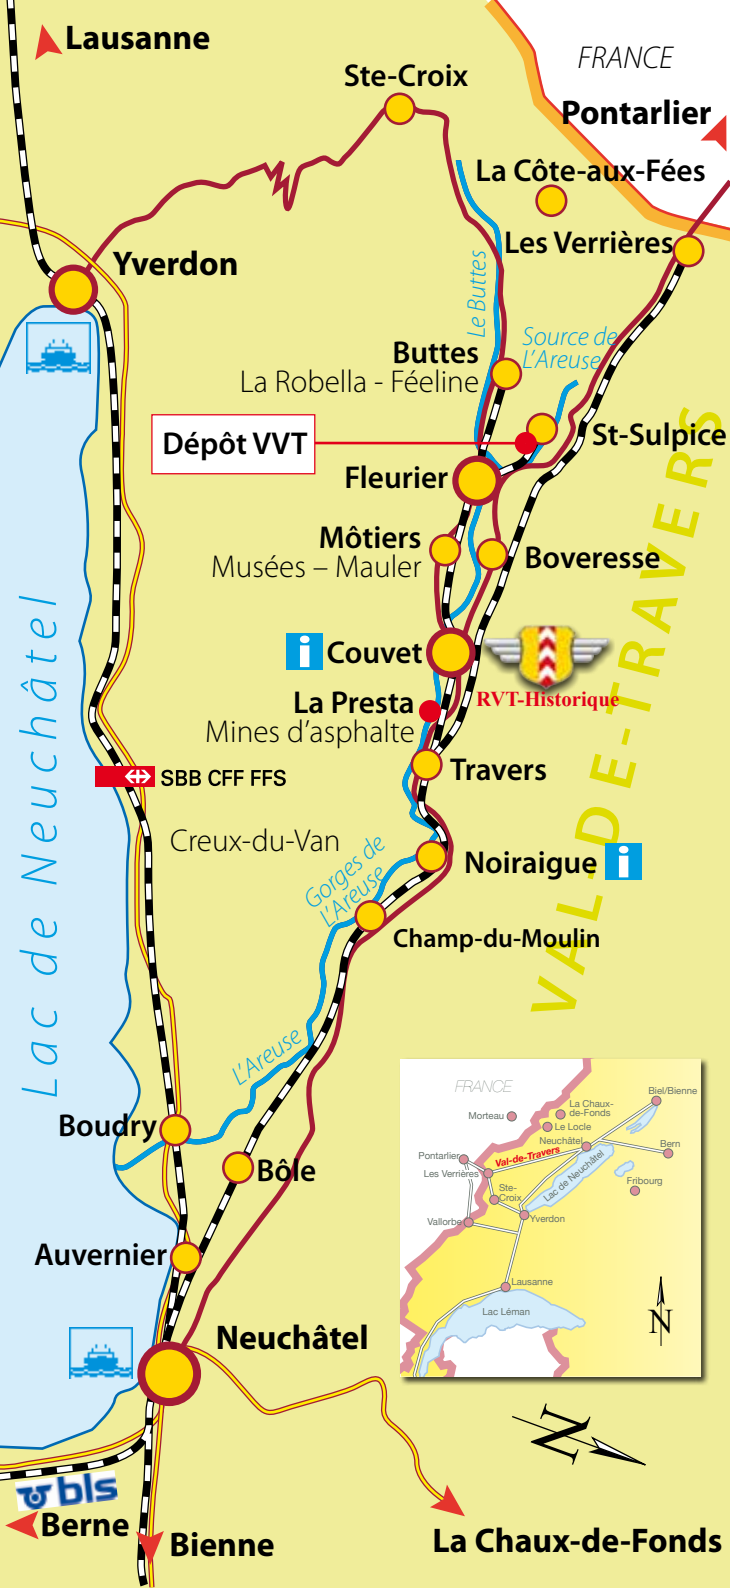 Lausanne
FRANCE
Ste-Croix
Pontarlier
La Côte-aux-Fées
Les Verrières
Yverdon
Le Buttes
Source de
L'Areuse
Buttes
La Robella - Féeline
Dépôt VVT
St-Sulpice
Fleurier
Môtiers
Musées – Mauler
Boveresse
VAL-DE-TRAVERS
Lac de Neuchâtel
i Couvet
RVT-Historique
La Presta
Mines d'asphalte
Travers
SBB CFF FFS
Creux-du-Van
Gorges de
L'Areuse
Noiraigue i
Champ-du-Moulin
L'Areuse
Boudry
Bôle
Auvernier
Neuchâtel
bls
Berne
Bienne
La Chaux-de-Fonds
N
FRANCE
Biel/Bienne
Morteau
La Chaux-
de-Fonds
Le Locle
Neuchâtel
Bern
Pontarlier
Val-de-Travers
Les Verrières
Lac de Neuchâtel
Fribourg
Ste-
Croix
Vallorbe
Yverdon
Lausanne
Lac Léman
N